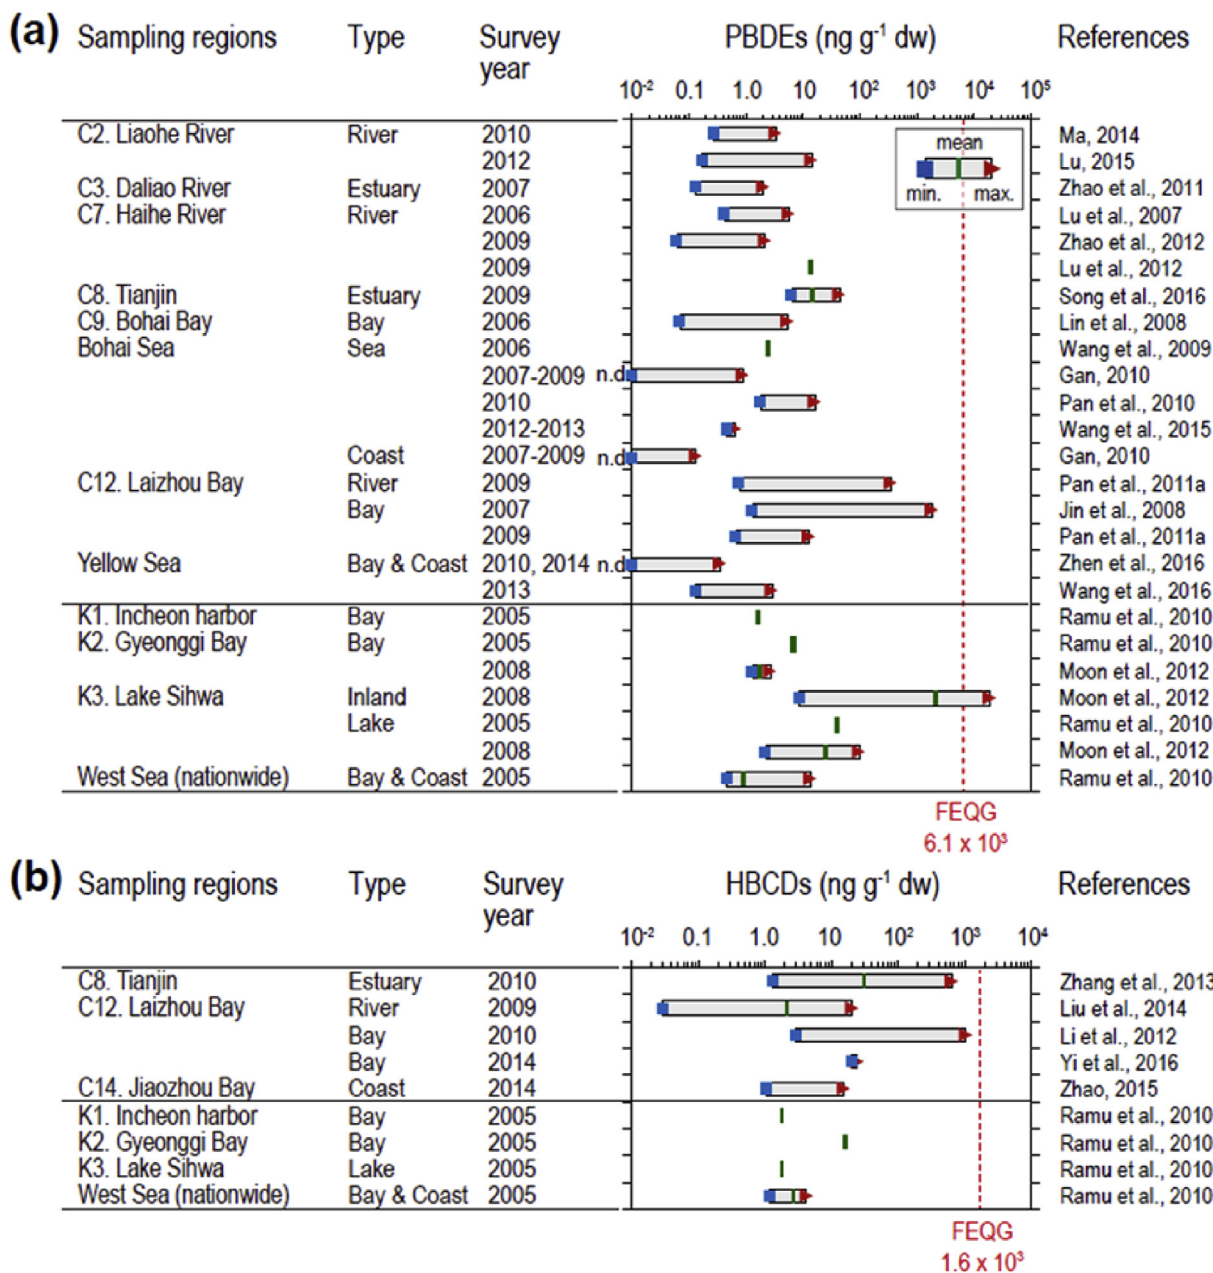 (a) Sampling regions Type Survey year PBDEs (ng g⁻¹ dw) References
10⁻² 0.1 1.0 10 10² 10³ 10⁴ 10⁵
C2. Liaohe River River 2010 Ma, 2014
mean
min. max.
2012 Lu, 2015
C3. Daliao River Estuary 2007 Zhao et al., 2011
C7. Haihe River River 2006 Lu et al., 2007
2009 Zhao et al., 2012
2009 Lu et al., 2012
C8. Tianjin Estuary 2009 Song et al., 2016
C9. Bohai Bay Bay 2006 Lin et al., 2008
Bohai Sea Sea 2006 Wang et al., 2009
2007-2009 n.d Gan, 2010
2010 Pan et al., 2010
2012-2013 Wang et al., 2015
Coast 2007-2009 n.d Gan, 2010
C12. Laizhou Bay River 2009 Pan et al., 2011a
Bay 2007 Jin et al., 2008
2009 Pan et al., 2011a
Yellow Sea Bay & Coast 2010, 2014 n.d Zhen et al., 2016
2013 Wang et al., 2016
K1. Incheon harbor Bay 2005 Ramu et al., 2010
K2. Gyeonggi Bay Bay 2005 Ramu et al., 2010
2008 Moon et al., 2012
K3. Lake Sihwa Inland 2008 Moon et al., 2012
Lake 2005 Ramu et al., 2010
2008 Moon et al., 2012
West Sea (nationwide) Bay & Coast 2005 Ramu et al., 2010
FEQG
6.1 x 10³
(b) Sampling regions Type Survey year HBCDs (ng g⁻¹ dw) References
10⁻² 0.1 1.0 10 10² 10³ 10⁴
C8. Tianjin Estuary 2010 Zhang et al., 2013
C12. Laizhou Bay River 2009 Liu et al., 2014
Bay 2010 Li et al., 2012
Bay 2014 Yi et al., 2016
C14. Jiaozhou Bay Coast 2014 Zhao, 2015
K1. Incheon harbor Bay 2005 Ramu et al., 2010
K2. Gyeonggi Bay Bay 2005 Ramu et al., 2010
K3. Lake Sihwa Lake 2005 Ramu et al., 2010
West Sea (nationwide) Bay & Coast 2005 Ramu et al., 2010
FEQG
1.6 x 10³